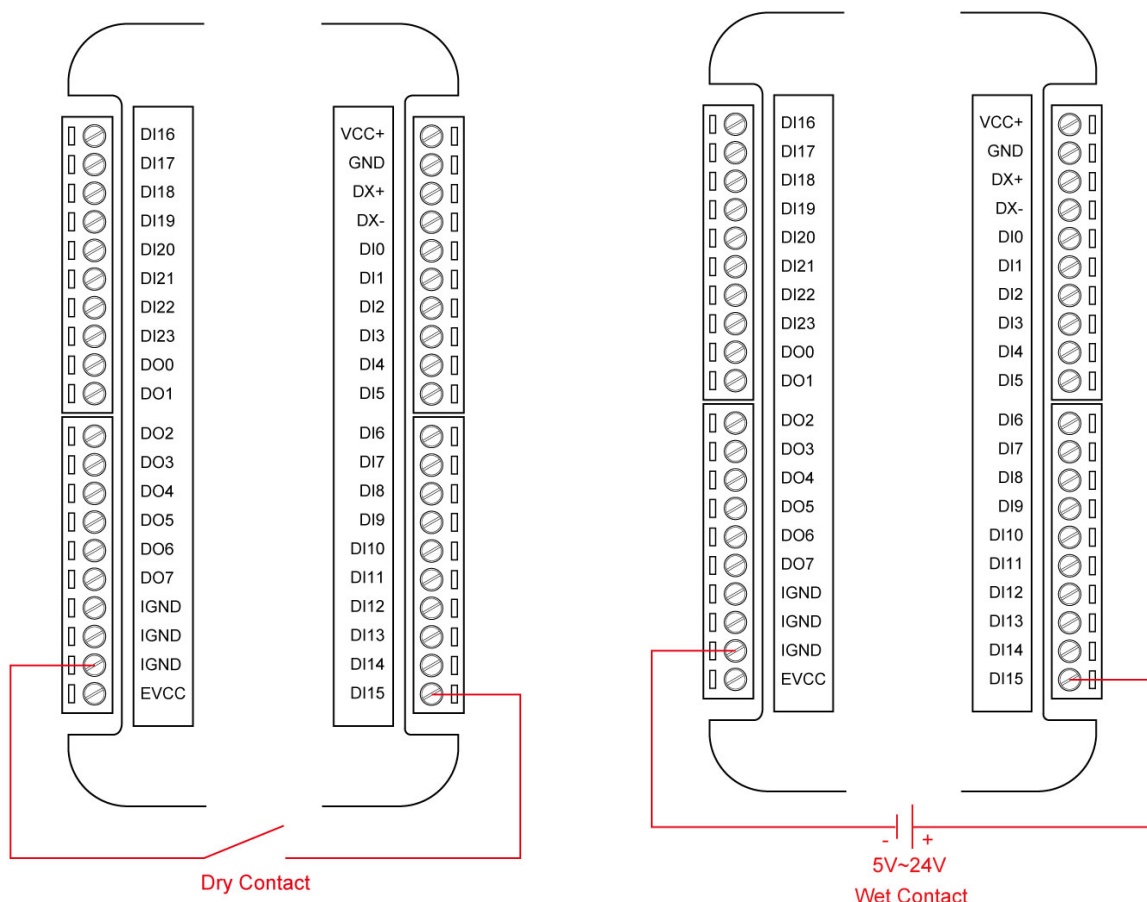 DI16
DI17
DI18
DI19
DI20
DI21
DI22
DI23
DO0
DO1
DO2
DO3
DO4
DO5
DO6
DO7
IGND
IGND
IGND
EVCC
VCC+
GND
DX+
DX-
DI0
DI1
DI2
DI3
DI4
DI5
DI6
DI7
DI8
DI9
DI10
DI11
DI12
DI13
DI14
DI15
Dry Contact
DI16
DI17
DI18
DI19
DI20
DI21
DI22
DI23
DO0
DO1
DO2
DO3
DO4
DO5
DO6
DO7
IGND
IGND
IGND
EVCC
VCC+
GND
DX+
DX-
DI0
DI1
DI2
DI3
DI4
DI5
DI6
DI7
DI8
DI9
DI10
DI11
DI12
DI13
DI14
DI15
- +
5V~24V
Wet Contact